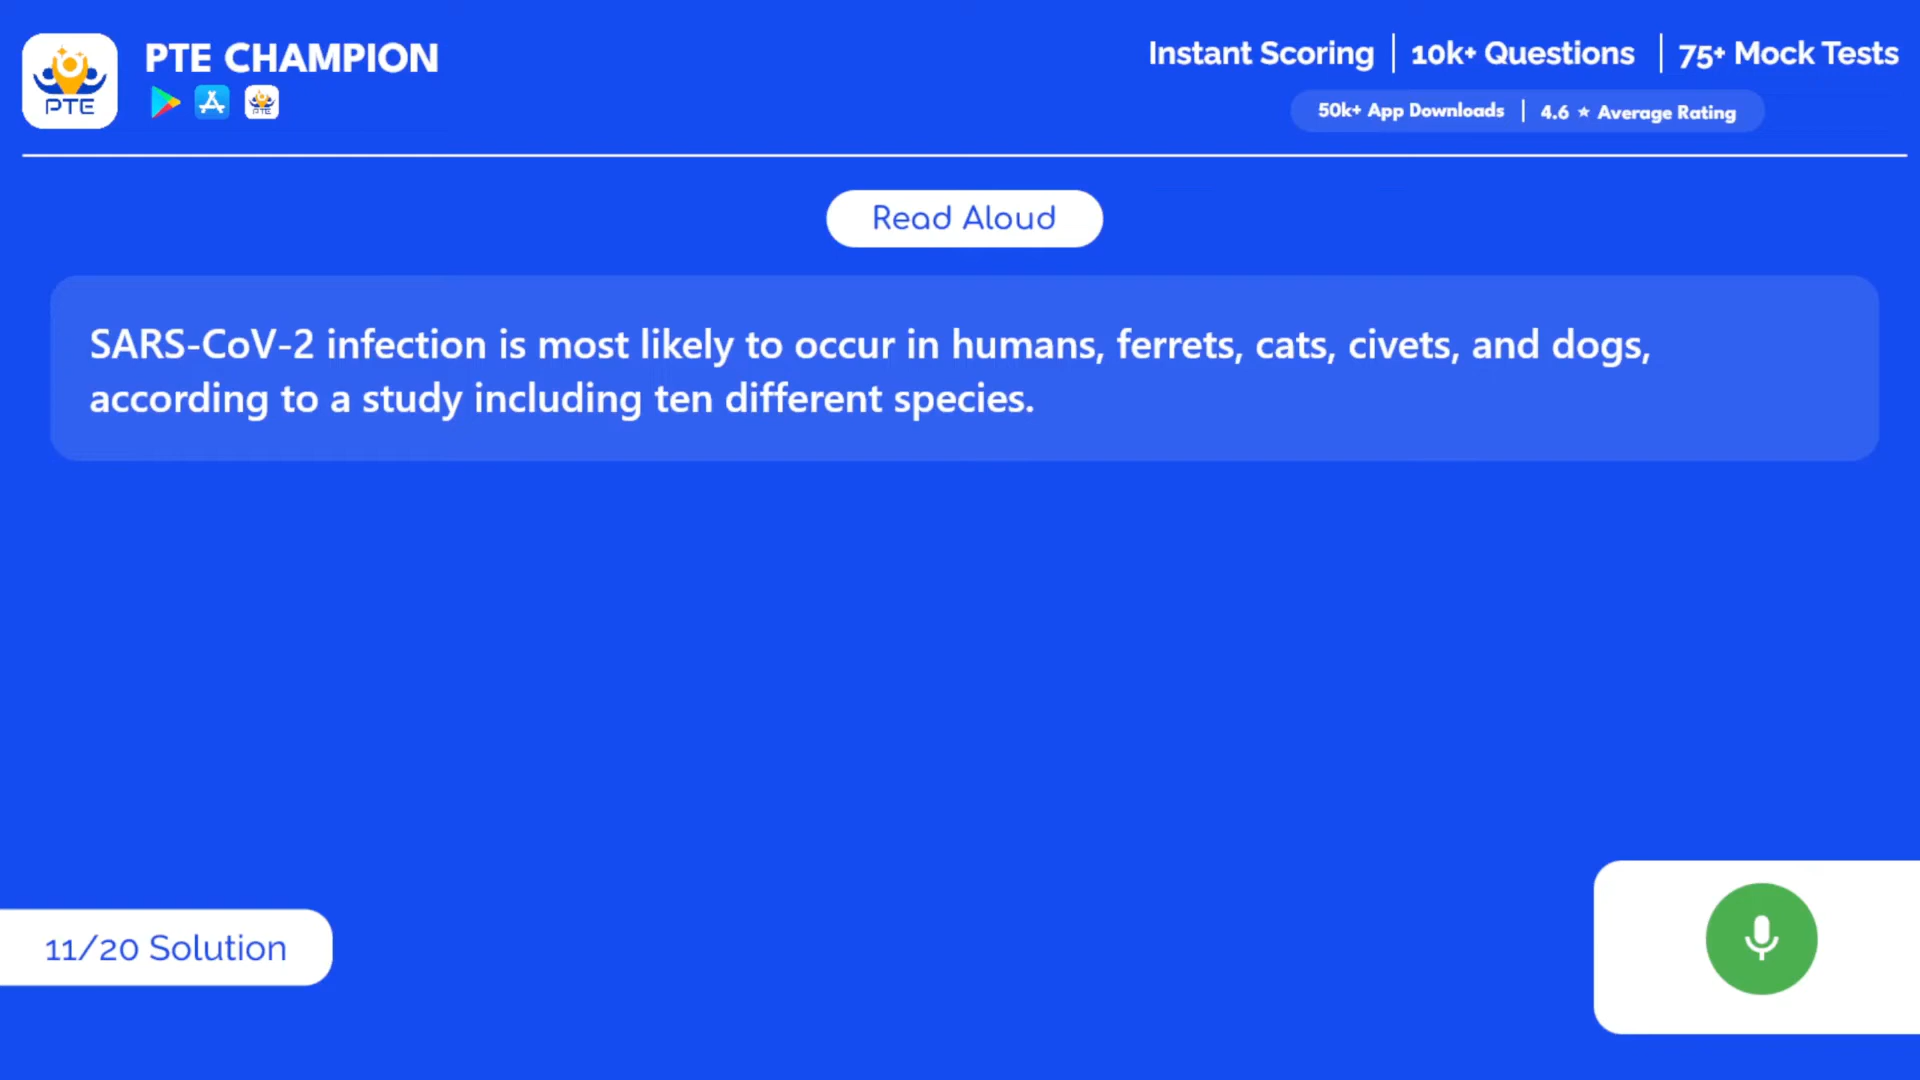 PTE CHAMPION
PTE
PTE
Instant Scoring | 10k+ Questions | 75+ Mock Tests
50k+ App Downloads | 4.6 ★ Average Rating
Read Aloud
SARS-CoV-2 infection is most likely to occur in humans, ferrets, cats, civets, and dogs,
according to a study including ten different species.
11/20 Solution